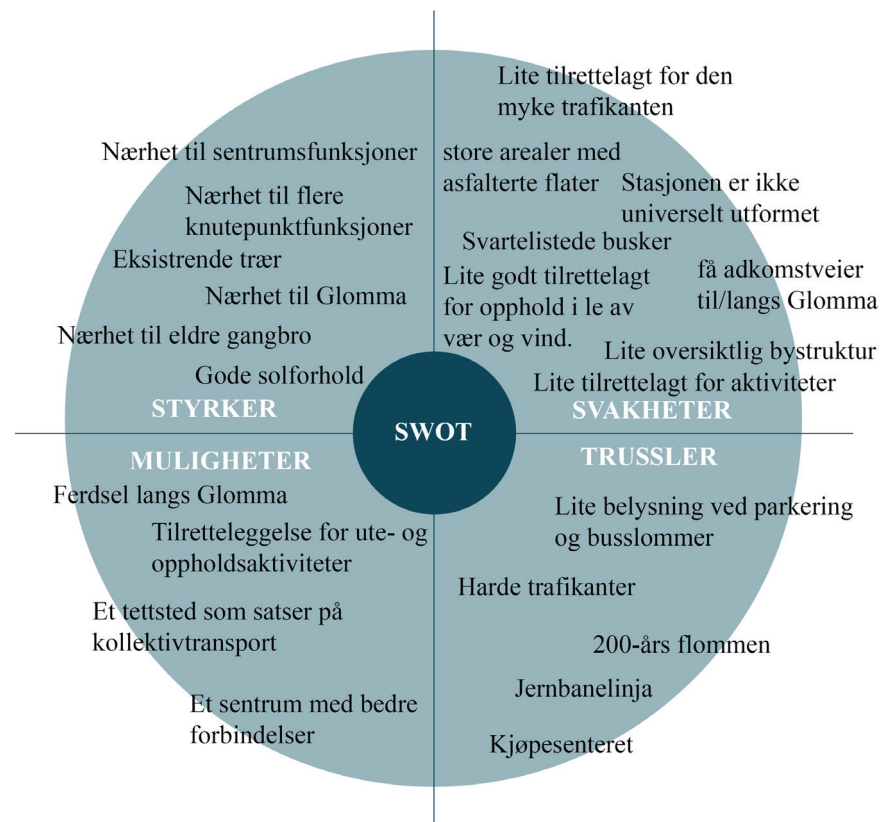 Nærhet til sentrumsfunksjoner
Nærhet til flere
knutepunktfunksjoner
Eksistrende trær
Nærhet til Glomma
Nærhet til eldre gangbro
Gode solforhold
STYRKER
Lite tilrettelagt for den
myke trafikanten
store arealer med
asfalterte flater
Stasjonen er ikke
universelt utformet
Svartelistede busker
Lite godt tilrettelagt
for opphold i le av
vær og vind.
få adkomstveier
til/langs Glomma
Lite oversiktlig bystruktur
Lite tilrettelagt for aktiviteter
SVAKHETER
SWOT
MULIGHETER
Ferdsel langs Glomma
Tilretteleggelse for ute- og
oppholdsaktiviteter
Et tettsted som satser på
kollektivtransport
Et sentrum med bedre
forbindelser
TRUSSLER
Lite belysning ved parkering
og busslommer
Harde trafikanter
200-års flommen
Jernbanelinja
Kjøpesenteret